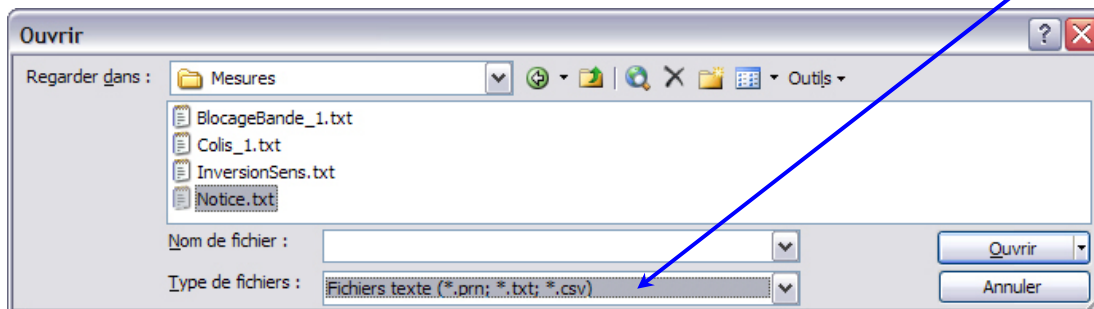 Ouvrir
Regarder dans :
Mesures
Outils
BlocageBande_1.txt
Colis_1.txt
InversionSens.txt
Notice.txt
Nom de fichier :
Ouvrir
Type de fichiers :
Fichiers texte (*.prn; *.txt; *.csv)
Annuler